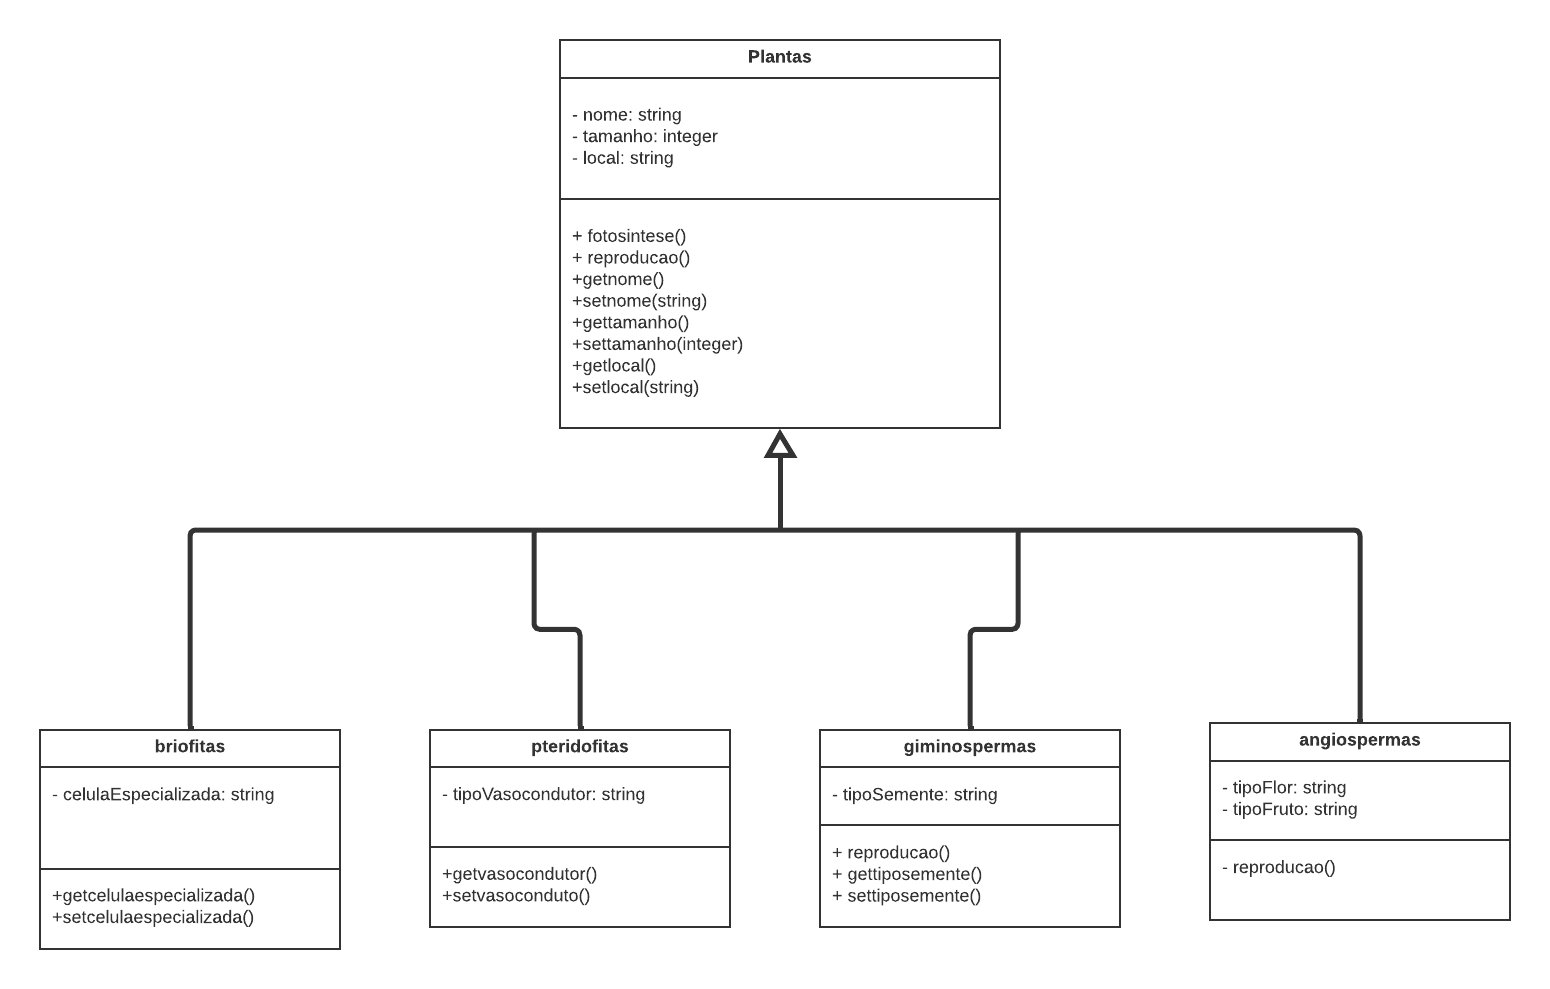 Plantas
- nome: string
- tamanho: integer
- local: string
+ fotosintese()
+ reproducao()
+getnome()
+setnome(string)
+gettamanho()
+settamanho(integer)
+getlocal()
+setlocal(string)
briofitas
- celulaEspecializada: string
+getcelulaespecializada()
+setcelulaespecializada()
pteridofitas
- tipoVasocondutor: string
+getvasocondutor()
+setvasoconduto()
giminospermas
- tipoSemente: string
+ reproducao()
+ gettiposemente()
+ settiposemente()
angiospermas
- tipoFlor: string
- tipoFruto: string
- reproducao()